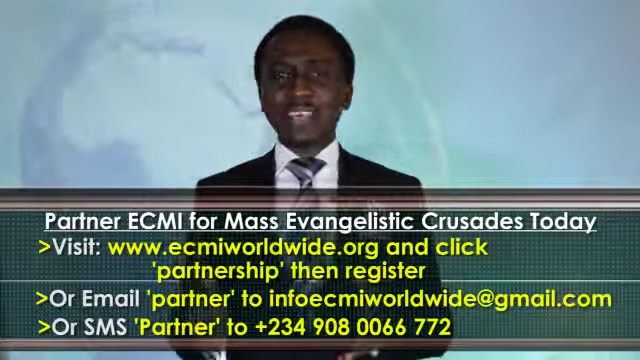 Partner ECMI for Mass Evangelistic Crusades Today
>Visit: www.ecmiworldwide.org and click
'partnership' then register
>Or Email 'partner' to infoecmiworldwide@gmail.com
>Or SMS 'Partner' to +234 908 0066 772